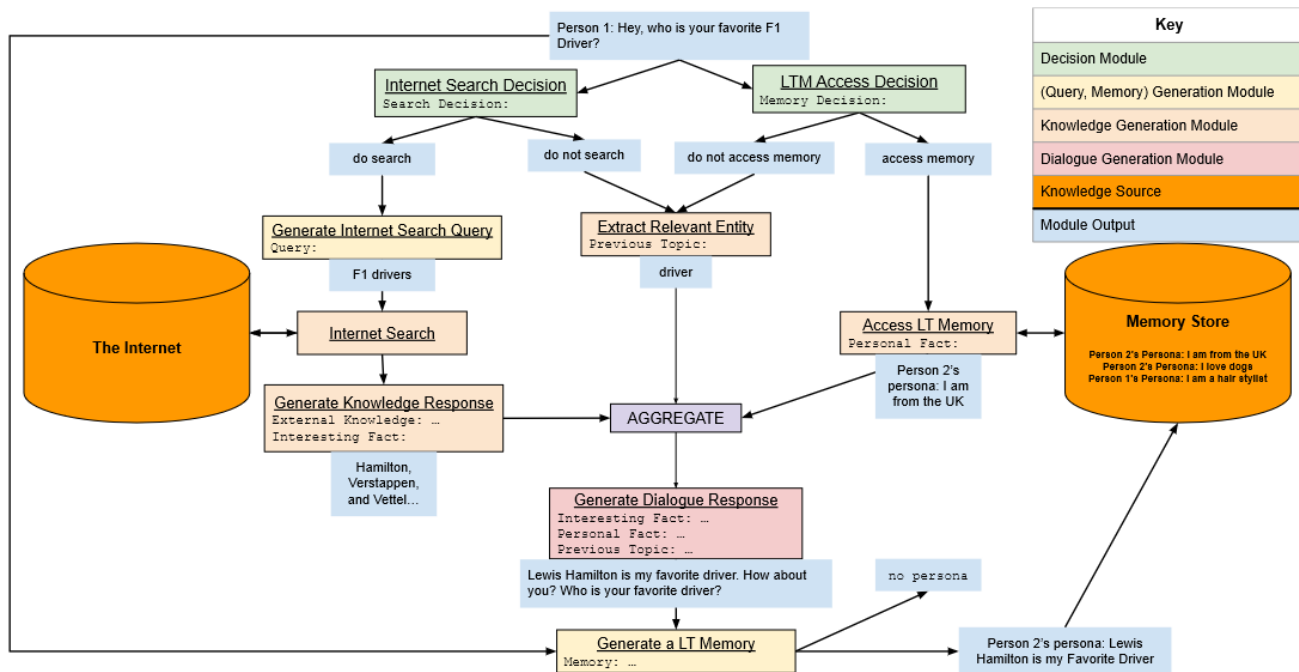 Person 1: Hey, who is your favorite F1
Driver?
Key
Decision Module
(Query, Memory) Generation Module
Knowledge Generation Module
Dialogue Generation Module
Knowledge Source
Module Output
Internet Search Decision
Search Decision:
LTM Access Decision
Memory Decision:
do search
do not search
do not access memory
access memory
Generate Internet Search Query
Query:
F1 drivers
Extract Relevant Entity
Previous Topic:
driver
The Internet
Internet Search
Access LT Memory
Personal Fact:
Person 2's
persona: I am
from the UK
Memory Store
Person 2's Persona: I am from the UK
Person 2's Persona: I love dogs
Person 1's Persona: I am a hair stylist
Generate Knowledge Response
External Knowledge: …
Interesting Fact:
Hamilton,
Verstappen,
and Vettel…
AGGREGATE
Generate Dialogue Response
Interesting Fact: …
Personal Fact: …
Previous Topic: …
Lewis Hamilton is my favorite driver. How about
you? Who is your favorite driver?
no persona
Generate a LT Memory
Memory: …
Person 2's persona: Lewis
Hamilton is my Favorite Driver